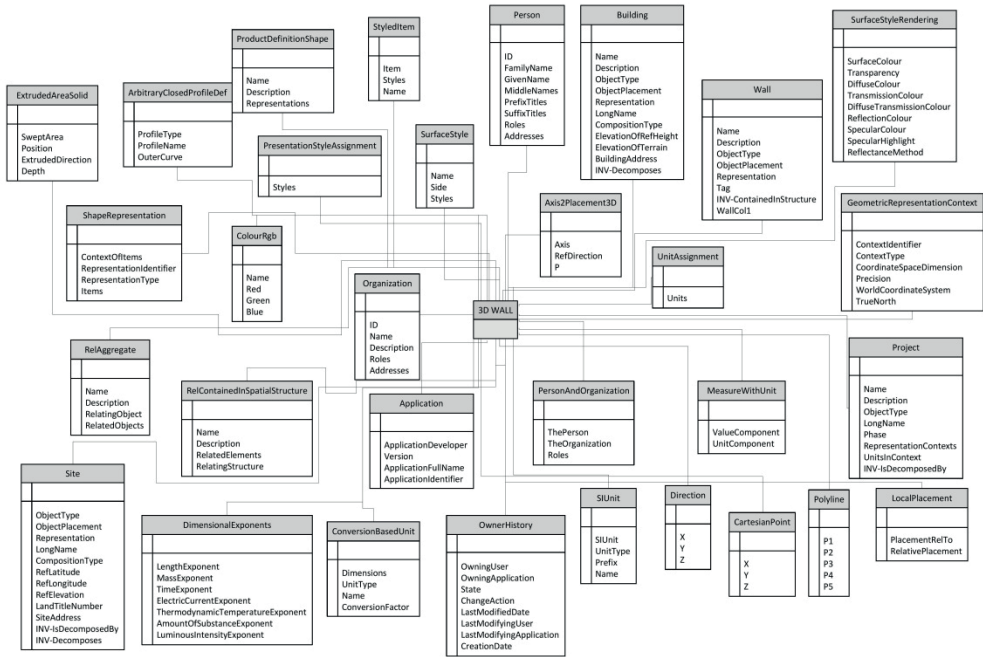 ExtrudedAreaSolid
SweptArea
Position
ExtrudedDirection
Depth
ArbitraryClosedProfileDef
ProfileType
ProfileName
OuterCurve
ProductDefinitionShape
Name
Description
Representations
StyledItem
Item
Styles
Name
Person
ID
FamilyName
GivenName
MiddleNames
PrefixTitles
SuffixTitles
Roles
Addresses
Building
Name
Description
ObjectType
ObjectPlacement
Representation
LongName
CompositionType
ElevationOfRefHeight
ElevationOfTerrain
BuildingAddress
INV-Decomposes
Wall
Name
Description
ObjectType
ObjectPlacement
Representation
Tag
INV-ContainedInStructure
WallCol1
SurfaceStyleRendering
SurfaceColour
Transparency
DiffuseColour
TransmissionColour
DiffuseTransmissionColour
ReflectionColour
SpecularColour
SpecularHighlight
ReflectanceMethod
PresentationStyleAssignment
Styles
SurfaceStyle
Name
Side
Styles
ShapeRepresentation
ContextOfItems
RepresentationIdentifier
RepresentationType
Items
ColourRgb
Name
Red
Green
Blue
Axis2Placement3D
Axis
RefDirection
P
UnitAssignment
Units
GeometricRepresentationContext
ContextIdentifier
ContextType
CoordinateSpaceDimension
Precision
WorldCoordinateSystem
TrueNorth
Organization
ID
Name
Description
Roles
Addresses
3D WALL
RelAggregate
Name
Description
RelatingObject
RelatedObjects
RelContainedInSpatialStructure
Name
Description
RelatedElements
RelatingStructure
Application
ApplicationDeveloper
Version
ApplicationFullName
ApplicationIdentifier
PersonAndOrganization
ThePerson
TheOrganization
Roles
MeasureWithUnit
ValueComponent
UnitComponent
Project
Name
Description
ObjectType
LongName
Phase
RepresentationContexts
UnitsInContext
INV-IsDecomposedBy
Site
ObjectType
ObjectPlacement
Representation
LongName
CompositionType
RefLatitude
RefLongitude
RefElevation
LandTitleNumber
SiteAddress
INV-IsDecomposedBy
INV-Decomposes
DimensionalExponents
LengthExponent
MassExponent
TimeExponent
ElectricCurrentExponent
ThermodynamicTemperatureExponent
AmountOfSubstanceExponent
LuminousIntensityExponent
ConversionBasedUnit
Dimensions
UnitType
Name
ConversionFactor
OwnerHistory
OwningUser
OwningApplication
State
ChangeAction
LastModifiedDate
LastModifyingUser
LastModifyingApplication
CreationDate
SIUnit
SIUnit
UnitType
Prefix
Name
Direction
X
Y
Z
CartesianPoint
X
Y
Z
Polyline
P1
P2
P3
P4
P5
LocalPlacement
PlacementRelTo
RelativePlacement